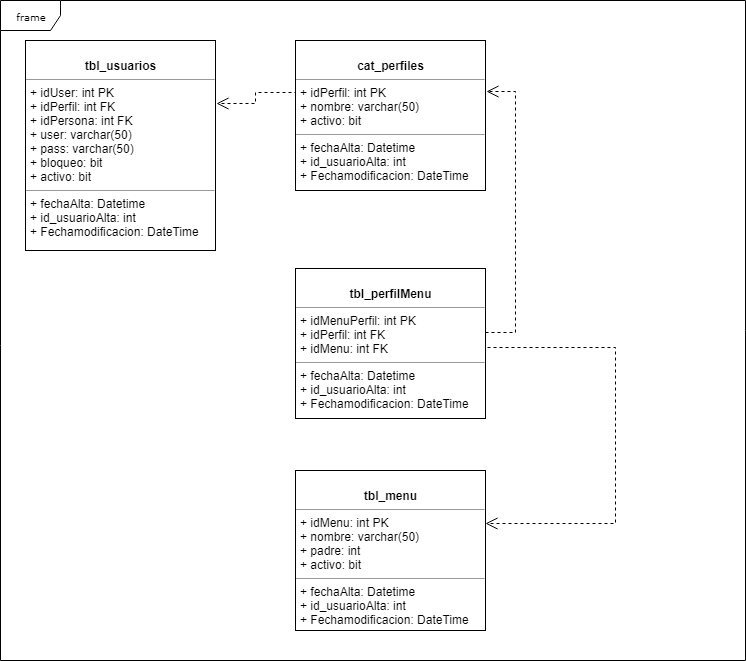 frame
tbl_usuarios
+ idUser: int PK
+ idPerfil: int FK
+ idPersona: int FK
+ user: varchar(50)
+ pass: varchar(50)
+ bloqueo: bit
+ activo: bit
+ fechaAlta: Datetime
+ id_usuarioAlta: int
+ Fechamodificacion: DateTime
cat_perfiles
+ idPerfil: int PK
+ nombre: varchar(50)
+ activo: bit
+ fechaAlta: Datetime
+ id_usuarioAlta: int
+ Fechamodificacion: DateTime
tbl_perfilMenu
+ idMenuPerfil: int PK
+ idPerfil: int FK
+ idMenu: int FK
+ fechaAlta: Datetime
+ id_usuarioAlta: int
+ Fechamodificacion: DateTime
tbl_menu
+ idMenu: int PK
+ nombre: varchar(50)
+ padre: int
+ activo: bit
+ fechaAlta: Datetime
+ id_usuarioAlta: int
+ Fechamodificacion: DateTime